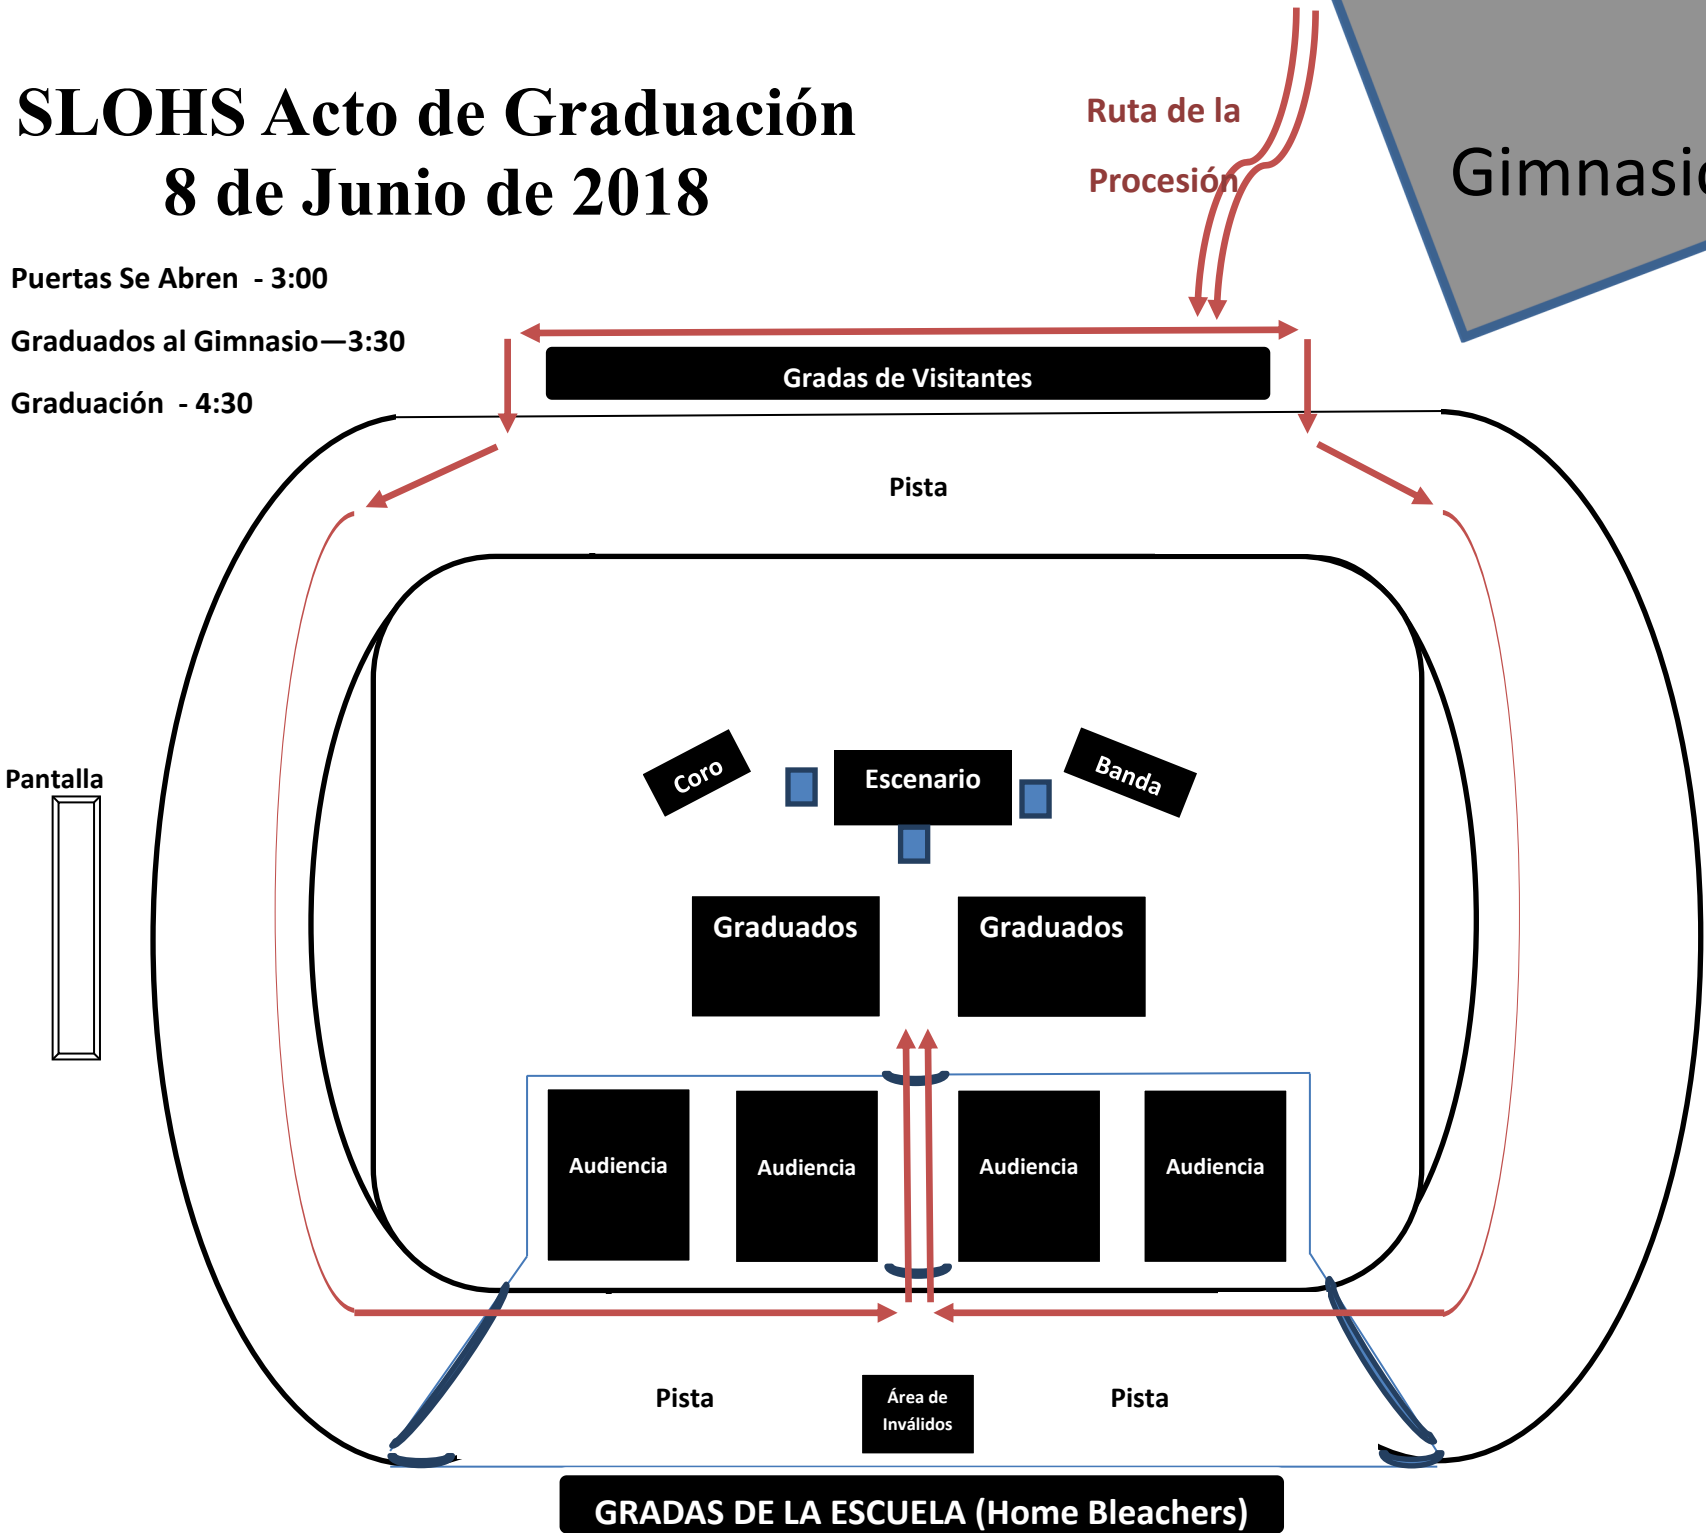 SLOHS Acto de Graduación
8 de Junio de 2018
Ruta de la
Procesión
Gimnasio
Puertas Se Abren - 3:00
Graduados al Gimnasio—3:30
Graduación - 4:30
Gradas de Visitantes
Pista
Pantalla
Coro
Escenario
Banda
Graduados
Graduados
Audiencia
Audiencia
Audiencia
Audiencia
Pista
Área de
Inválidos
Pista
GRADAS DE LA ESCUELA (Home Bleachers)